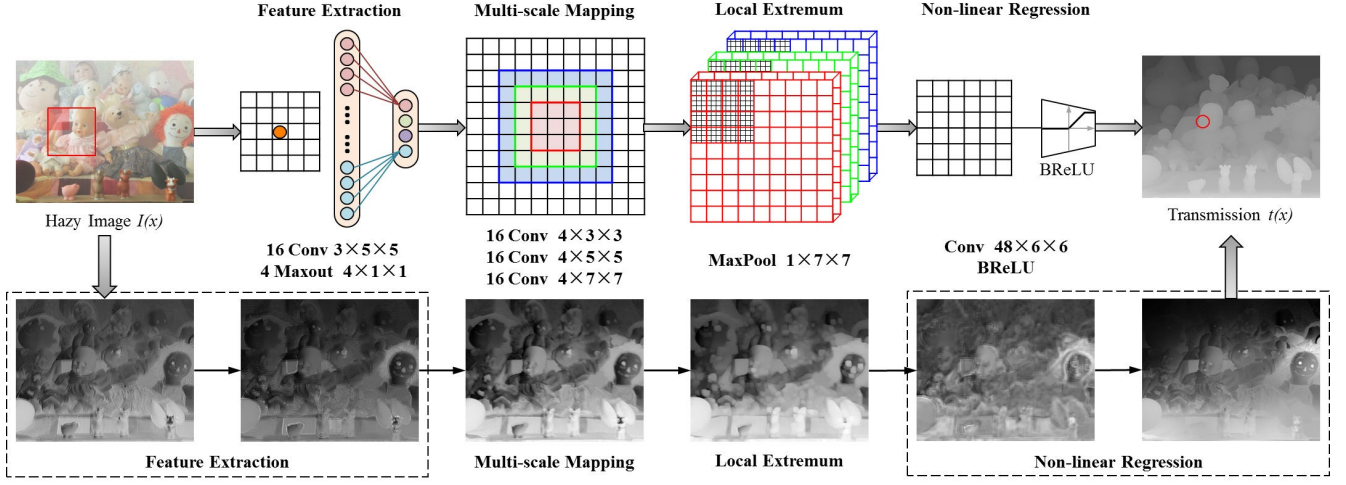 Feature Extraction
Multi-scale Mapping
Local Extremum
Non-linear Regression
BReLU
Hazy Image I(x)
Transmission t(x)
16 Conv 3×5×5
4 Maxout 4×1×1
16 Conv 4×3×3
16 Conv 4×5×5
16 Conv 4×7×7
MaxPool 1×7×7
Conv 48×6×6
BReLU
Feature Extraction
Multi-scale Mapping
Local Extremum
Non-linear Regression